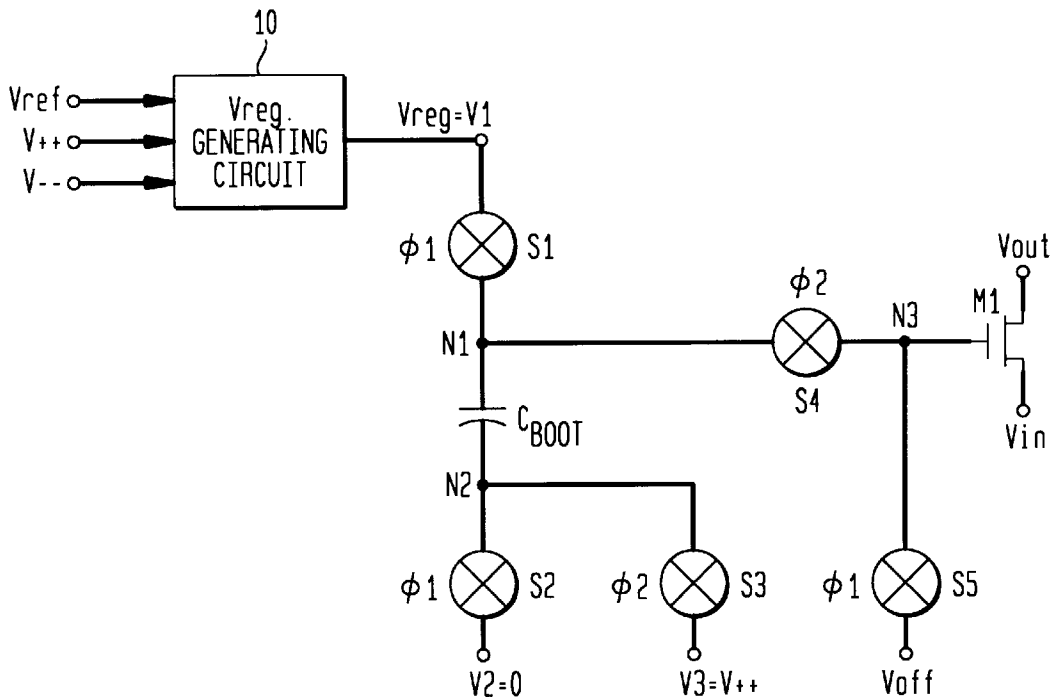 10
Vref
V++
V--
Vreg.
GENERATING
CIRCUIT
Vreg=V1
ϕ1
S1
N1
ϕ2
S4
N3
M1
Vout
Vin
CBOOT
N2
ϕ1
S2
ϕ2
S3
ϕ1
S5
V2=0
V3=V++
Voff